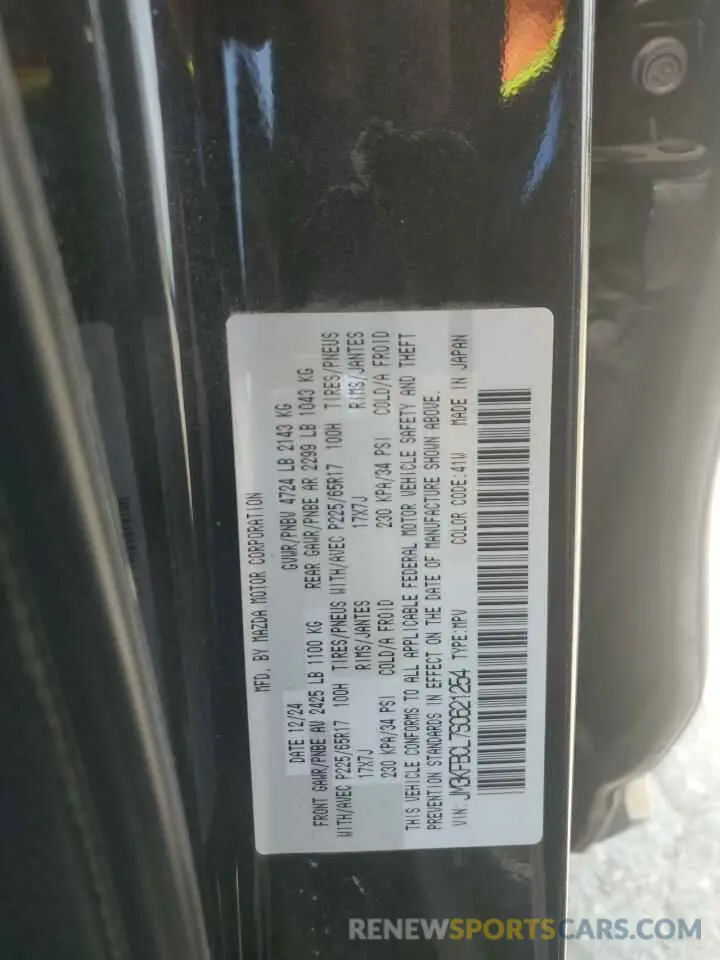 MFD. BY MAZDA MOTOR CORPORATION
DATE:12/24 GVWR/PNBV 4724 LB 2143 KG
FRONT GAWR/PNBE AV 2425 LB 1100 KG REAR GAWR/PNBE AR 2299 LB 1043 KG
WITH/AVEC P225/65R17 100H TIRES/PNEUS WITH/AVEC P225/65R17 100H TIRES/PNEUS
17X7J RIMS/JANTES 17X7J RIMS/JANTES
230 KPA/34 PSI COLD/A FROID 230 KPA/34 PSI COLD/A FROID
THIS VEHICLE CONFORMS TO ALL APPLICABLE FEDERAL MOTOR VEHICLE SAFETY AND THEFT
PREVENTION STANDARDS IN EFFECT ON THE DATE OF MANUFACTURE SHOWN ABOVE.
VIN: JM3KFBCL7S0621254 TYPE:MPV COLOR CODE:41W MADE IN JAPAN
RENEWSPORTSCARS.COM